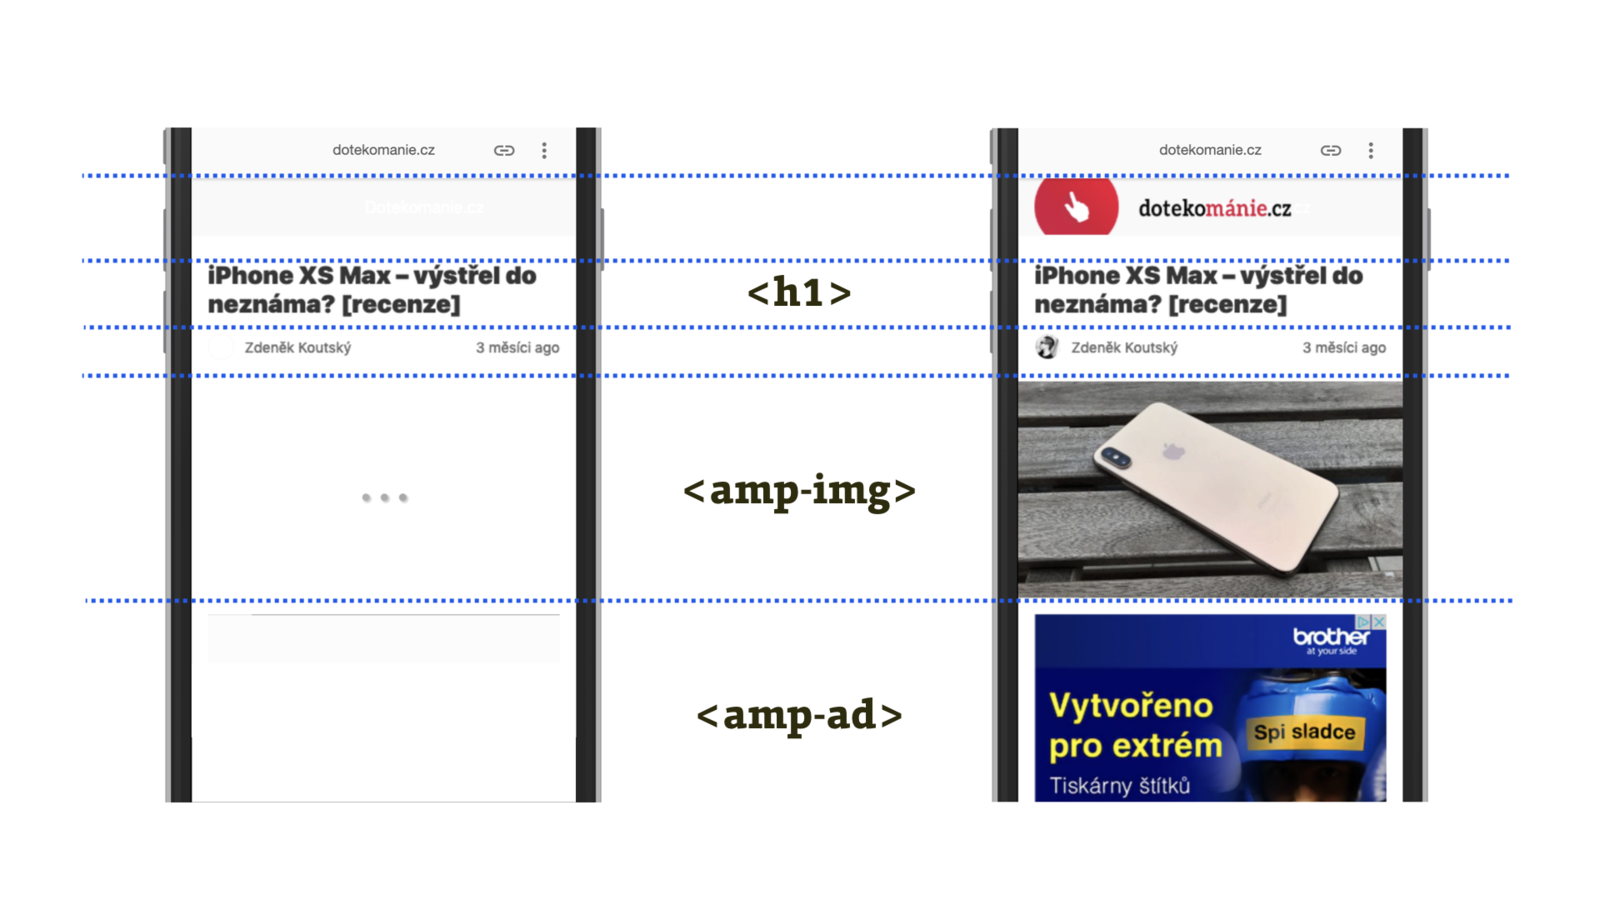 dotekomanie.cz
Dotekomanie.cz
iPhone XS Max – výstřel do
neznáma? [recenze]
Zdeněk Koutský
3 měsíci ago
<h1>
<amp-img>
<amp-ad>
dotekomanie.cz
dotekománie.cz
iPhone XS Max – výstřel do
neznáma? [recenze]
Zdeněk Koutský
3 měsíci ago
brother
at your side
Vytvořeno
pro extrém
Spi sladce
Tiskárny štítků